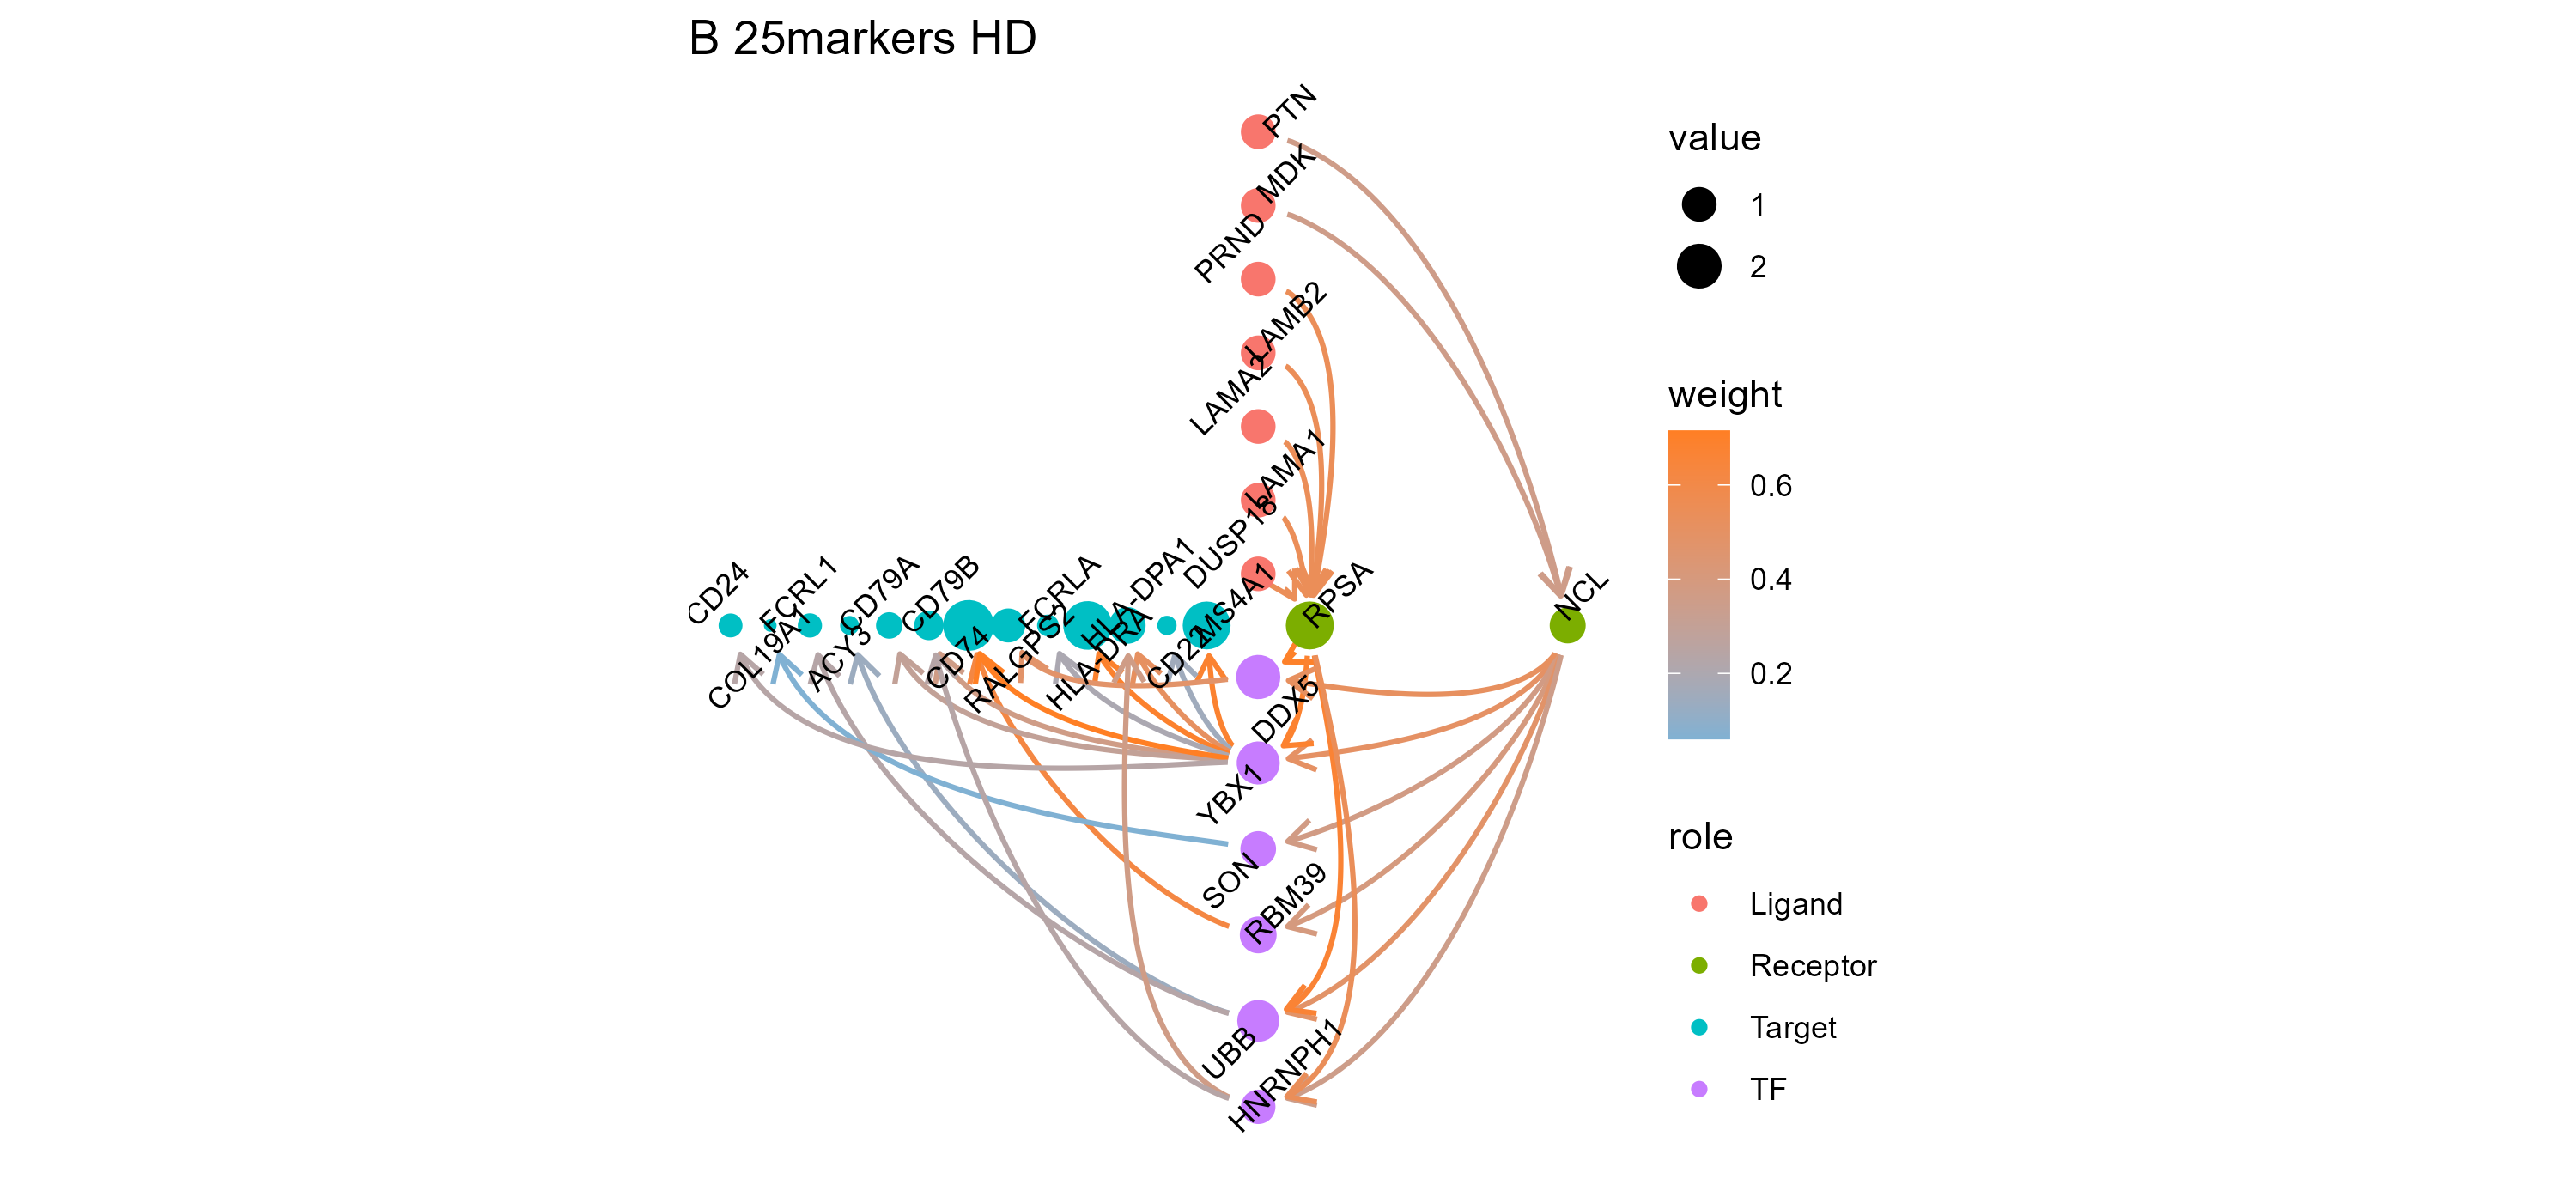 B 25markers HD
PTN
MDK
PRND
LAMB2
LAMA2
LAMA1
DUSP18
CD24
FCRL1
COL19A1
CD79A
ACY3
CD79B
CD74
FCRLA
RALGPS2
HLA-DPA1
HLA-DRA
MS4A1
CD22
RPSA
NCL
DDX5
YBX1
SON
RBM39
UBB
HNRNPH1
value
1
2
weight
0.6
0.4
0.2
role
Ligand
Receptor
Target
TF